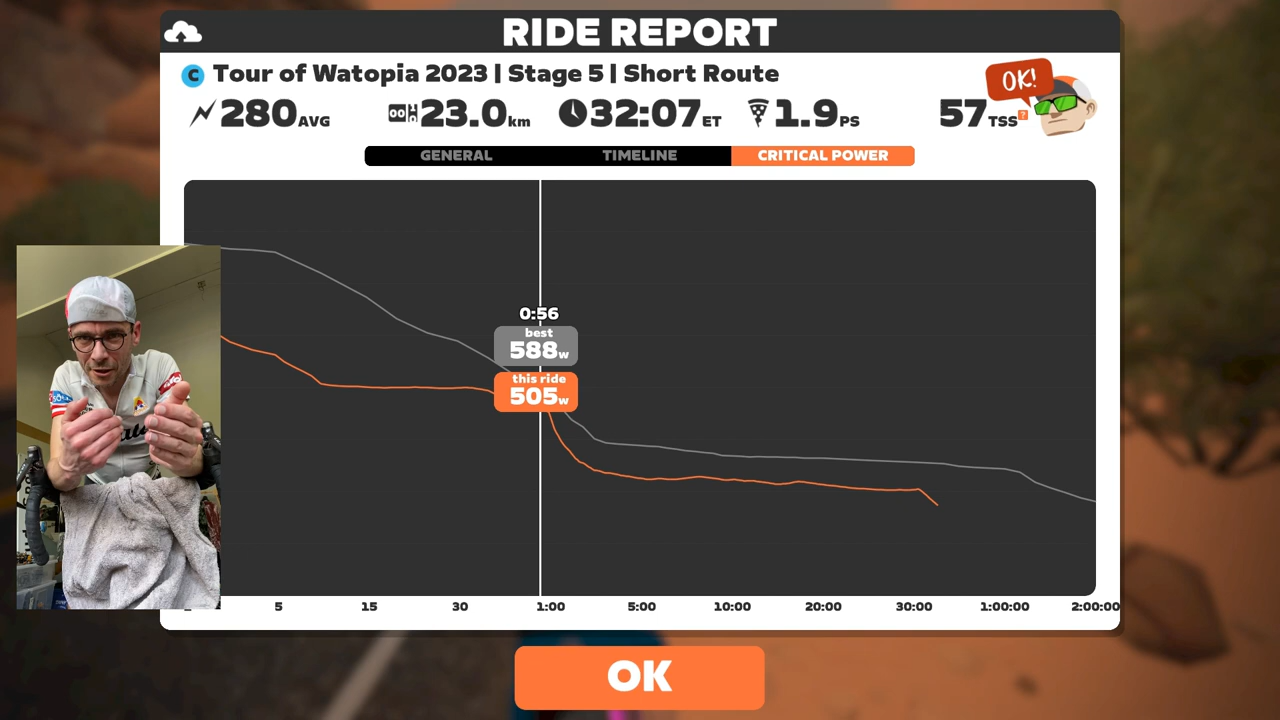 RIDE REPORT
C Tour of Watopia 2023 | Stage 5 | Short Route
OK!
280AVG 23.0km 32:07ET 1.9PS 57TSS?
GENERAL TIMELINE CRITICAL POWER
0:56
best
588w
this ride
505w
5 15 30 1:00 5:00 10:00 20:00 30:00 1:00:00 2:00:00
OK